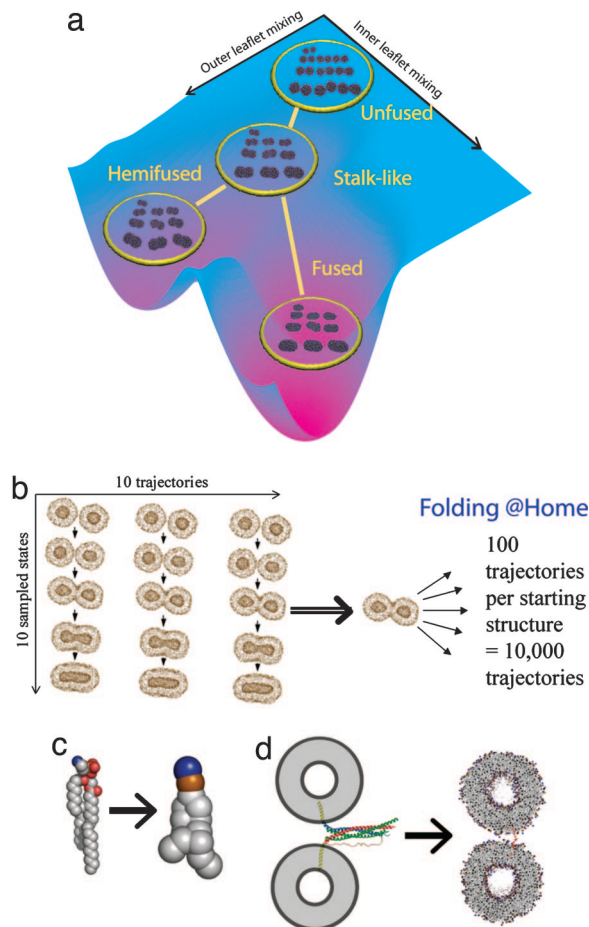 a
Outer leaflet mixing
Inner leaflet mixing
Unfused
Hemifused
Stalk-like
Fused
b
10 trajectories
10 sampled states
Folding @Home
100
trajectories
per starting
structure
= 10,000
trajectories
c
d